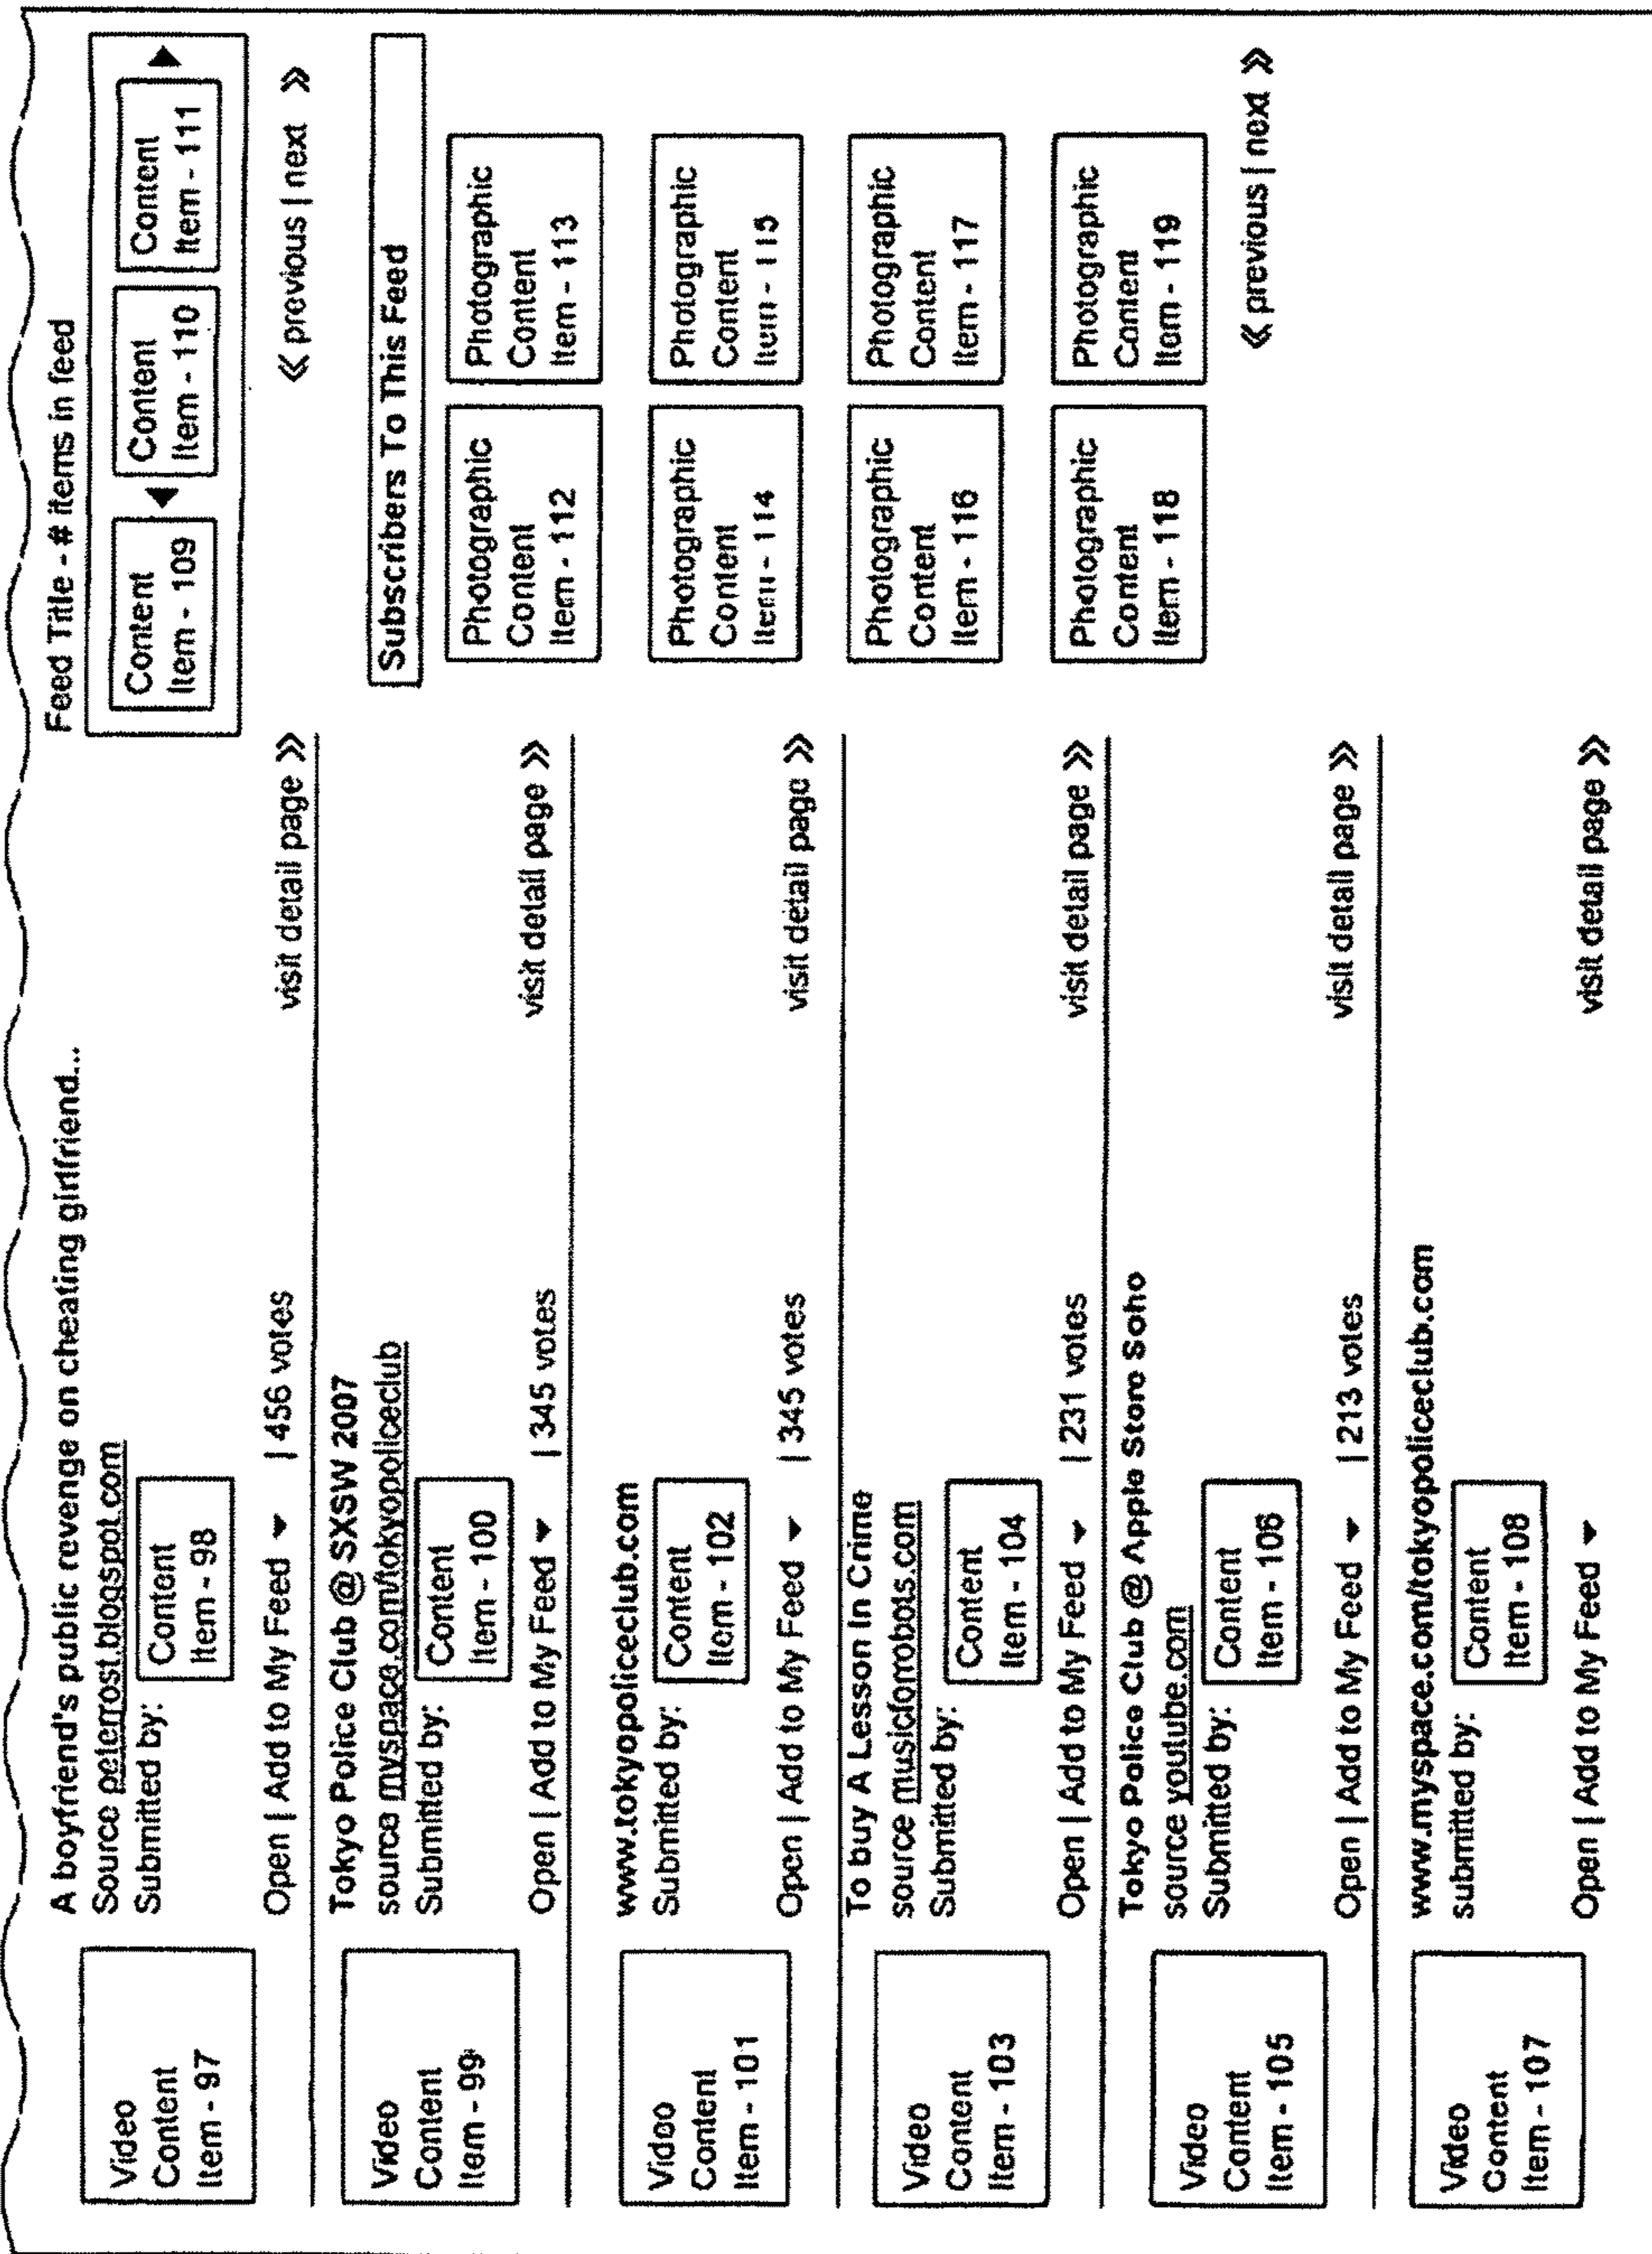 A boyfriend's public revenge on cheating girlfriend...
Video
Content
Item - 97
Source peterrost.blogspot.com
Submitted by:
Content
Item - 98
Open | Add to My Feed ▼ | 456 votes
visit detail page »
Video
Content
Item - 99
Tokyo Police Club @ SXSW 2007
source myspace.com/tokyopoliceclub
Submitted by:
Content
Item - 100
Open | Add to My Feed ▼ | 345 votes
visit detail page »
Video
Content
Item - 101
www.tokyopoliceclub.com
Submitted by:
Content
Item - 102
Open | Add to My Feed ▼ | 345 votes
visit detail page »
Video
Content
Item - 103
To buy A Lesson In Crime
source musicforrobots.com
Submitted by:
Content
Item - 104
Open | Add to My Feed ▼ | 231 votes
visit detail page »
Video
Content
Item - 105
Tokyo Police Club @ Apple Store Soho
source youtube.com
Submitted by:
Content
Item - 106
Open | Add to My Feed ▼ | 213 votes
visit detail page »
Video
Content
Item - 107
www.myspace.com/tokyopoliceclub.com
submitted by:
Content
Item - 108
Open | Add to My Feed ▼
visit detail page »
Feed Title - # items in feed
Content
Item - 109
Content
Item - 110
Content
Item - 111
« previous | next »
Subscribers To This Feed
Photographic
Content
Item - 112
Photographic
Content
Item - 113
Photographic
Content
Item - 114
Photographic
Content
Item - 115
Photographic
Content
Item - 116
Photographic
Content
Item - 117
Photographic
Content
Item - 118
Photographic
Content
Item - 119
« previous | next »